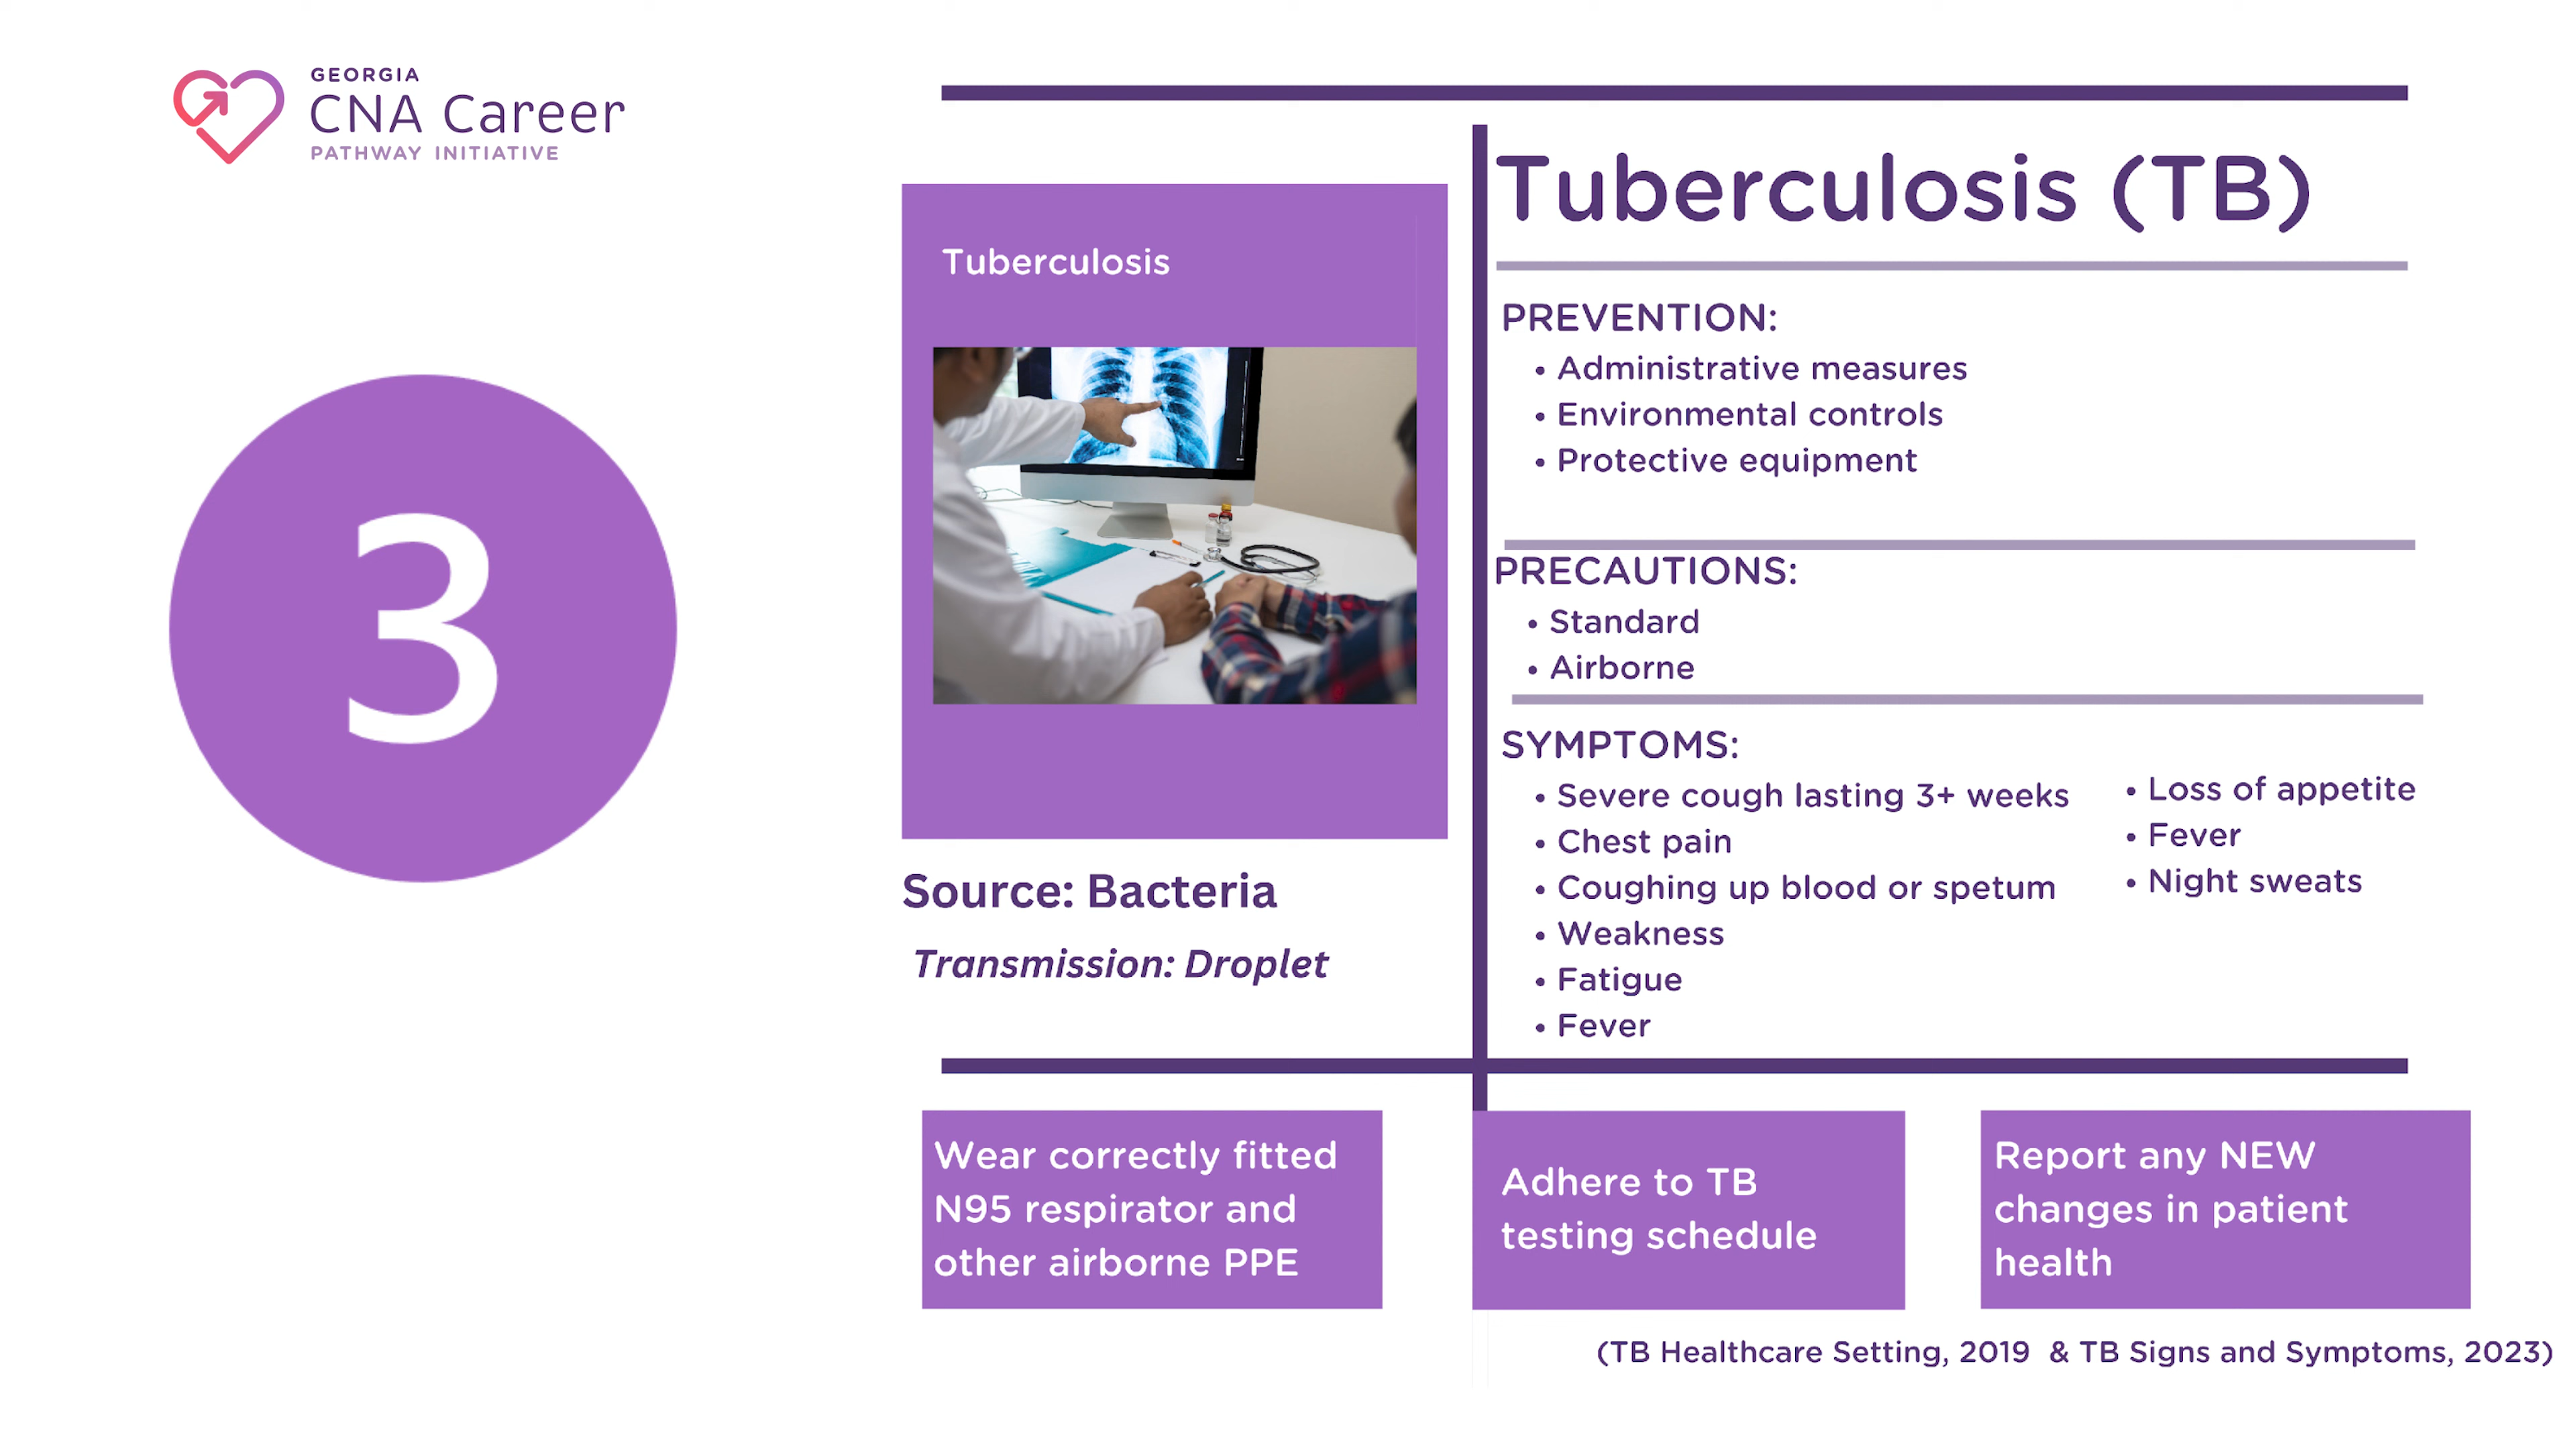 GEORGIA
CNA Career
PATHWAY INITIATIVE
3
Tuberculosis
Source: Bacteria
Transmission: Droplet
Tuberculosis (TB)
PREVENTION:
• Administrative measures
• Environmental controls
• Protective equipment
PRECAUTIONS:
• Standard
• Airborne
SYMPTOMS:
• Severe cough lasting 3+ weeks
• Chest pain
• Coughing up blood or spetum
• Weakness
• Fatigue
• Fever
• Loss of appetite
• Fever
• Night sweats
Wear correctly fitted
N95 respirator and
other airborne PPE
Adhere to TB
testing schedule
Report any NEW
changes in patient
health
(TB Healthcare Setting, 2019 & TB Signs and Symptoms, 2023)